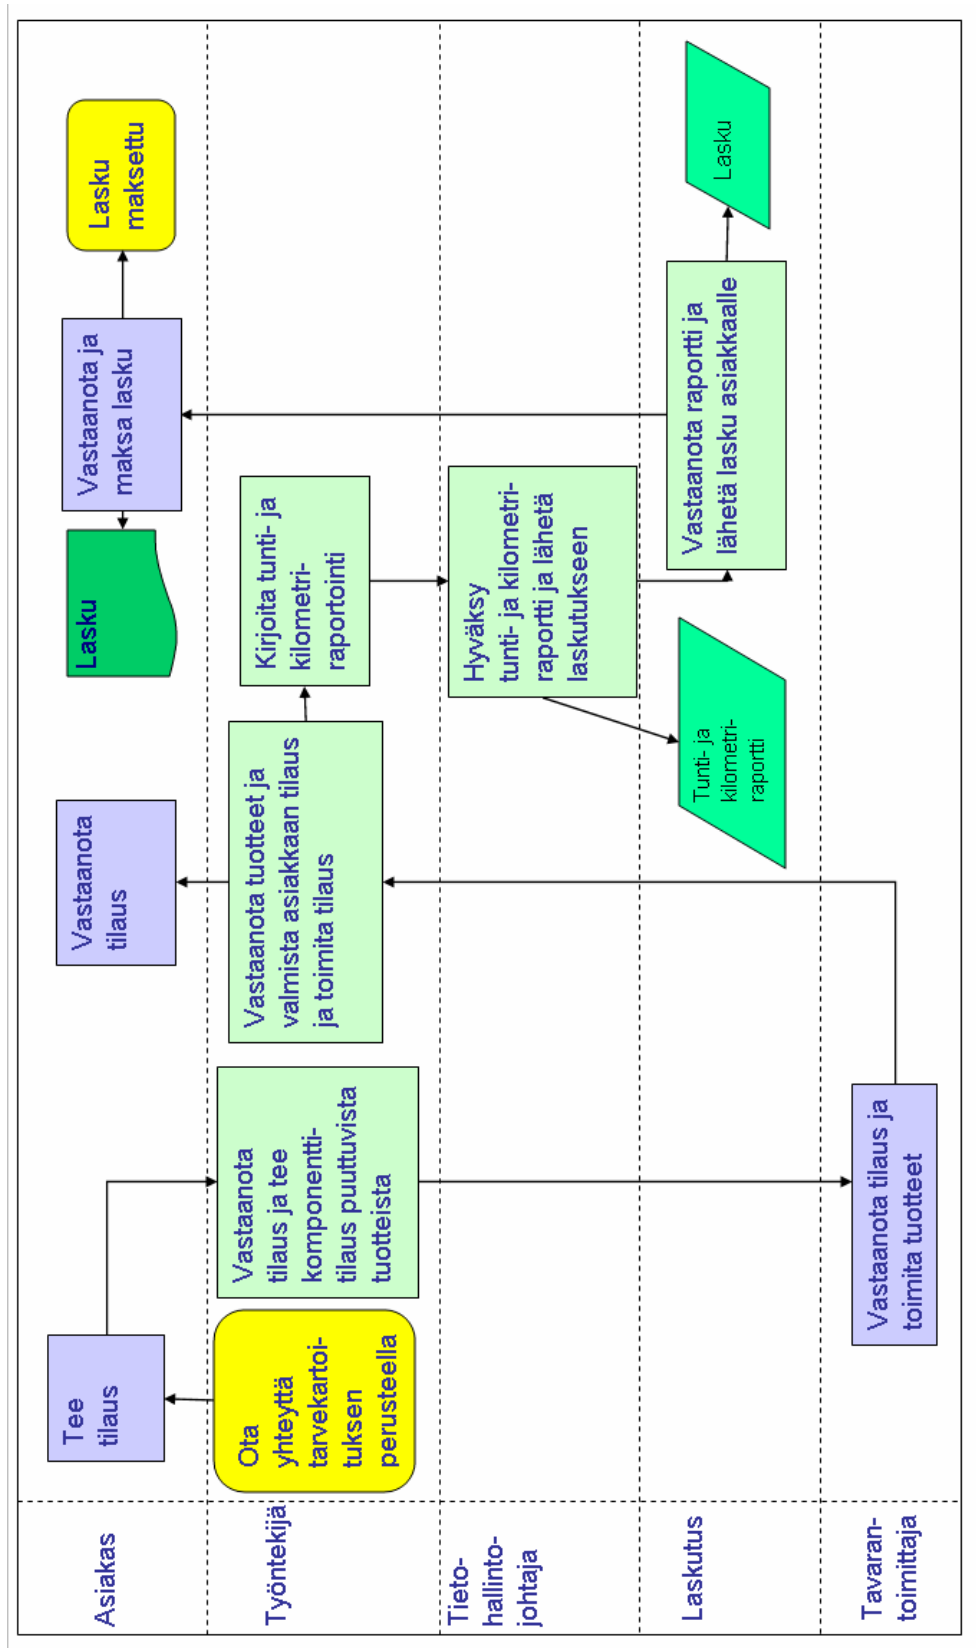 Asiakas
Tee
tilaus
Vastaanota
tilaus
Lasku
Vastaanota ja
maksa lasku
Lasku
maksettu
Työntekijä
Ota
yhteyttä
tarvekartoi-
tuksen
perusteella
Vastaanota
tilaus ja tee
komponentti-
tilaus puuttuvista
tuotteista
Vastaanota tuotteet ja
valmista asiakkaan tilaus
ja toimita tilaus
Kirjoita tunti- ja
kilometri-
raportointi
Tieto-
hallinto-
johtaja
Hyväksy
tunti- ja kilometri-
raportti ja lähetä
laskutukseen
Laskutus
Tunti- ja
kilometri-
raportti
Vastaanota raportti ja
lähetä lasku asiakkaalle
Lasku
Tavaran-
toimittaja
Vastaanota tilaus ja
toimita tuotteet